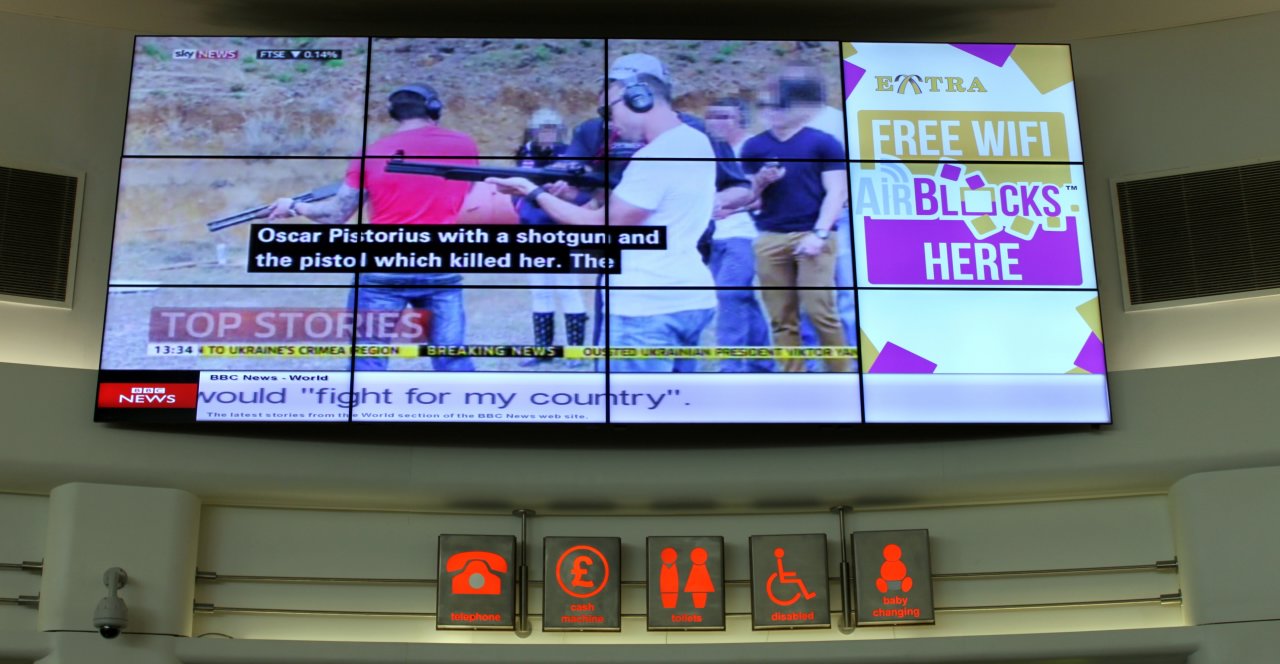 sky NEWS
FTSE ▼ 0.14%
Oscar Pistorius with a shotgun and
the pistol which killed her. The
TOP STORIES
13:34 TO UKRAINE'S CRIMEA REGION BREAKING NEWS OUSTED UKRAINIAN PRESIDENT VIKTOR YAN
BBC NEWS
BBC News - World
would "fight for my country".
The latest stories from the World section of the BBC News web site.
EXTRA
FREE WIFI
AiRBLOCKS™
HERE
telephone
£
cash
machine
toilets
disabled
baby
changing